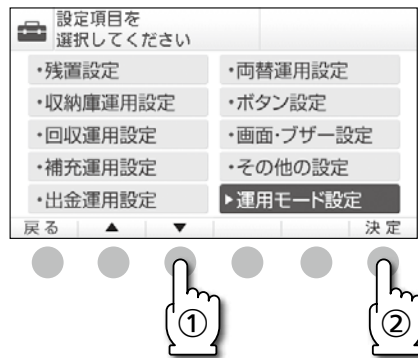 設定項目を
選択してください
・残置設定
・両替運用設定
・収納庫運用設定
・ボタン設定
・回収運用設定
・画面・ブザー設定
・補充運用設定
・その他の設定
・出金運用設定
▶運用モード設定
戻る ▲ ▼ 決定
① ②